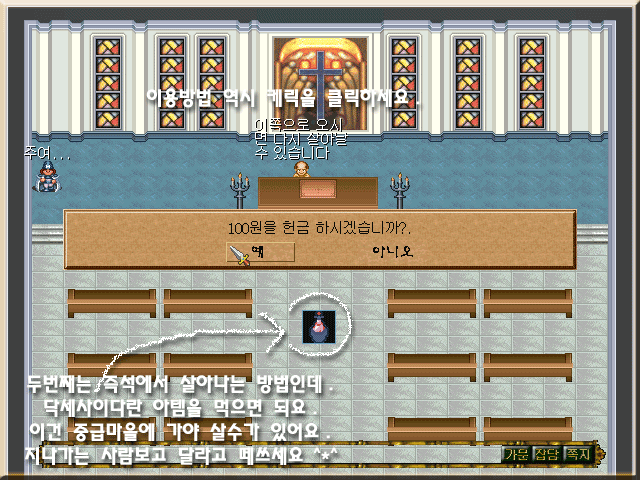 이용방법 역시 케릭을 클릭하세요 .
이쪽으로 오시
면 다시 살아날
수 있습니다
주여...
100원을 헌금 하시겠습니까?.
예 아니오
두번째는 즉석에서 살아나는 방법인데 .
닥세사이다란 아템을 먹으면 되요 .
이건 중급마을에 가야 살수가 있어요 .
지나가는 사람보고 달라고 떼쓰세요 ^*^
가문 잡담 쪽지